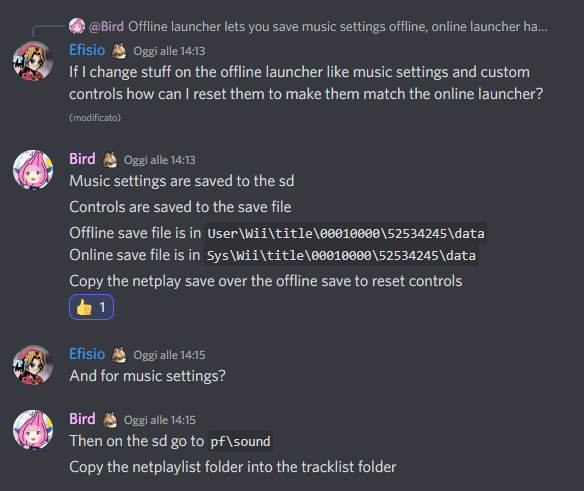 @Bird Offline launcher lets you save music settings offline, online launcher ha...
Efisio Oggi alle 14:13
If I change stuff on the offline launcher like music settings and custom
controls how can I reset them to make them match the online launcher?
(modificato)
Bird Oggi alle 14:13
Music settings are saved to the sd
Controls are saved to the save file
Offline save file is in User\Wii\title\00010000\52534245\data
Online save file is in Sys\Wii\title\00010000\52534245\data
Copy the netplay save over the offline save to reset controls
👍 1
Efisio Oggi alle 14:15
And for music settings?
Bird Oggi alle 14:15
Then on the sd go to pf\sound
Copy the netplaylist folder into the tracklist folder